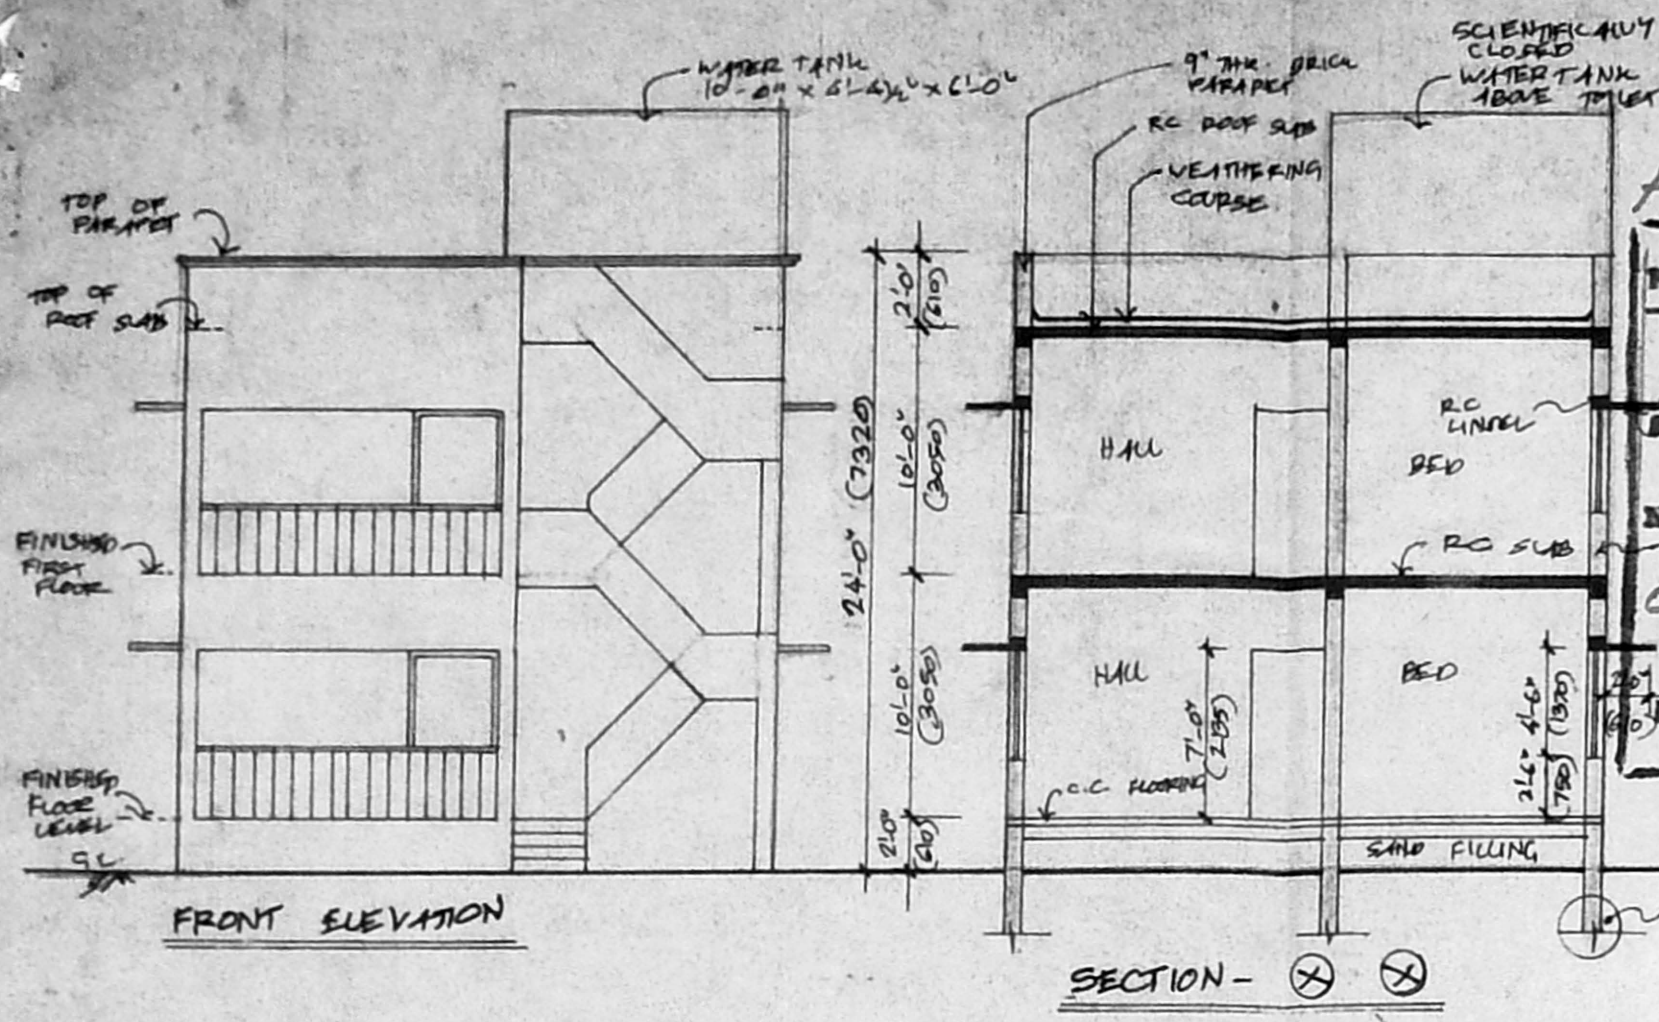 WATER TANK
10'-0" x 6'-4½" x 6'-0"
TOP OF
PARAPET
TOP OF
ROOF SLAB
FINISHED
FIRST
FLOOR
FINISHED
FLOOR
LEVEL
GL
FRONT ELEVATION
24'-0" (7320)
2'-0"
(610)
10'-0"
(3050)
10'-0"
(3050)
2'-0"
(610)
9" THK. BRICK
PARAPET
RC ROOF SLAB
WEATHERING
COURSE
SCIENTIFICALLY
CLOSED
WATER TANK
ABOVE TOILET
HALL
BED
RC
LINTEL
RC SLAB
HALL
BED
7'-0"
(2135)
4'-6"
(1370)
2'-6"
(750)
C.C. FLOORING
SAND FILLING
SECTION - X X